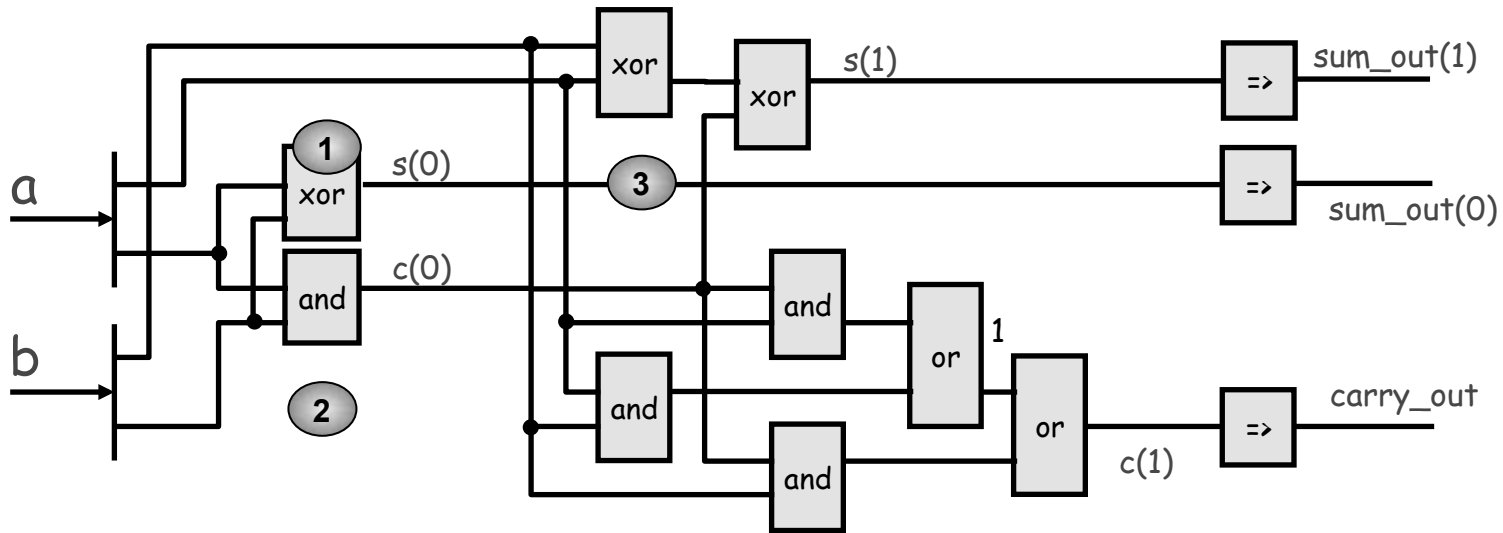 xor
xor
s(1)
=>
sum_out(1)
1
xor
s(0)
3
=>
sum_out(0)
a
and
c(0)
and
or
1
b
2
and
or
c(1)
=>
carry_out
and